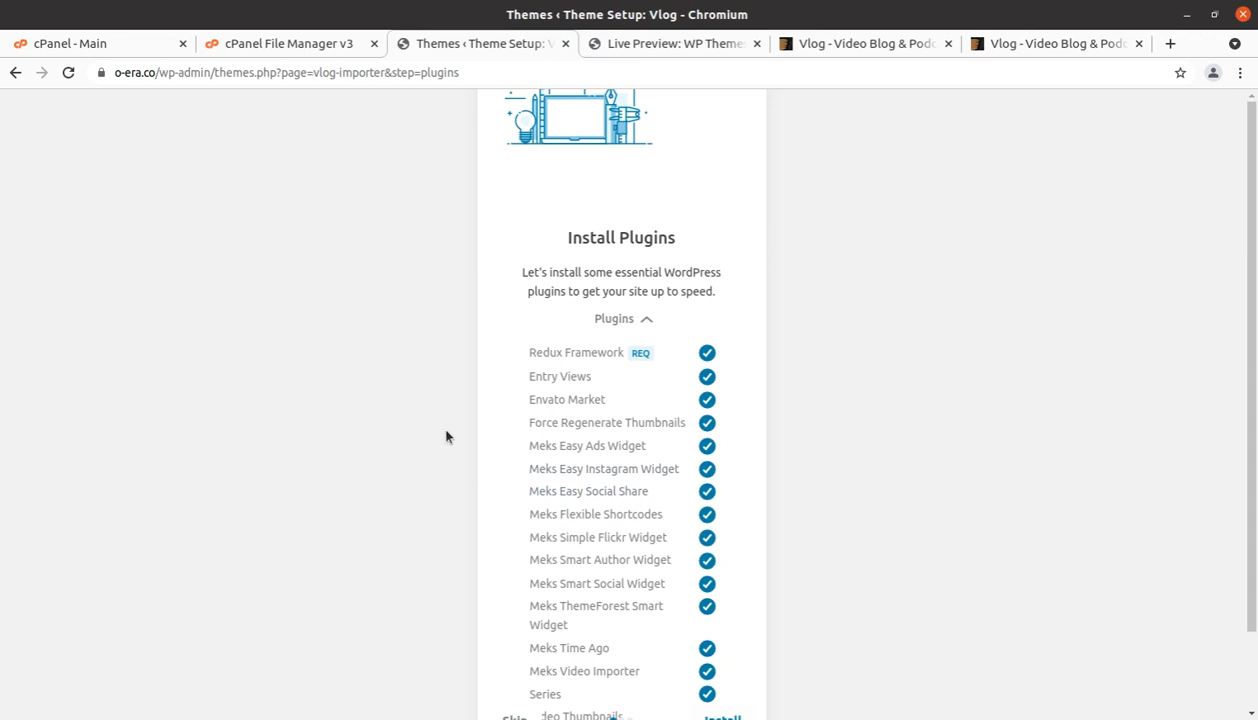 Themes ‹ Theme Setup: Vlog - Chromium
cPanel - Main
cPanel File Manager v3
Themes ‹ Theme Setup: V
Live Preview: WP Theme
Vlog - Video Blog & Pod
Vlog - Video Blog & Pod
o-era.co/wp-admin/themes.php?page=vlog-importer&step=plugins
Install Plugins
Let's install some essential WordPress
plugins to get your site up to speed.
Plugins
Redux Framework REQ
Entry Views
Envato Market
Force Regenerate Thumbnails
Meks Easy Ads Widget
Meks Easy Instagram Widget
Meks Easy Social Share
Meks Flexible Shortcodes
Meks Simple Flickr Widget
Meks Smart Author Widget
Meks Smart Social Widget
Meks ThemeForest Smart
Widget
Meks Time Ago
Meks Video Importer
Series
Skip deo Thumbnails Install